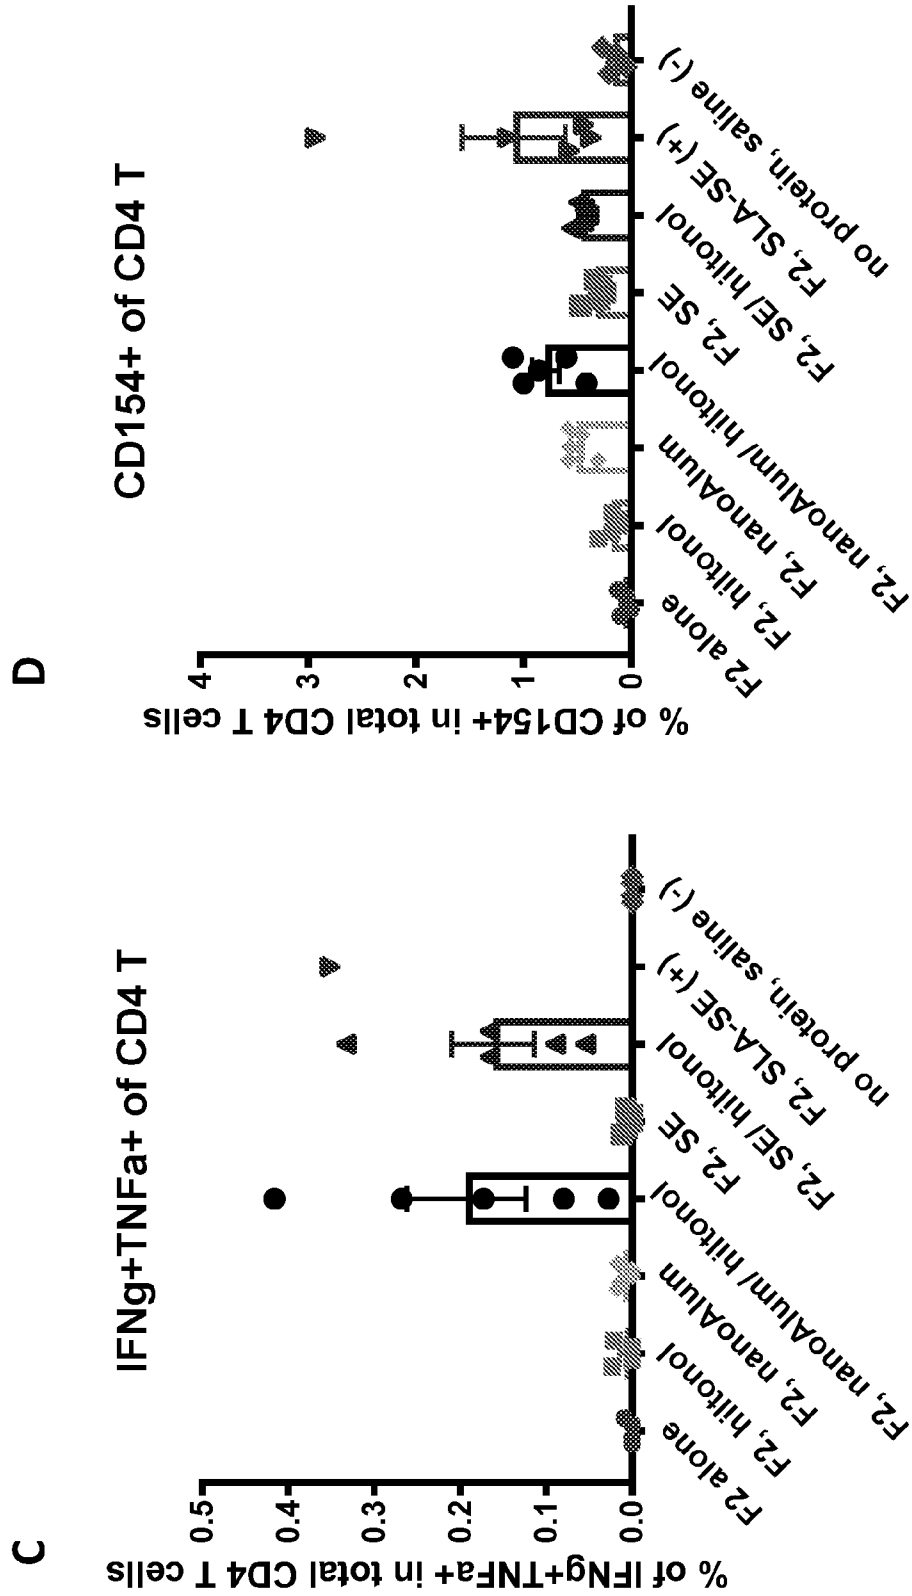 C
IFNg+TNFa+ of CD4 T
% of IFNg+TNFa+ in total CD4 T cells
0.5
0.4
0.3
0.2
0.1
0.0
F2 alone
F2, hiltonol
F2, nanoAlum
F2, nanoAlum/ hiltonol
F2, SE
F2, SE/ hiltonol
F2, SLA-SE (+)
no protein, saline (-)
D
CD154+ of CD4 T
% of CD154+ in total CD4 T cells
4
3
2
1
0
F2 alone
F2, hiltonol
F2, nanoAlum
F2, nanoAlum/ hiltonol
F2, SE
F2, SE/ hiltonol
F2, SLA-SE (+)
no protein, saline (-)